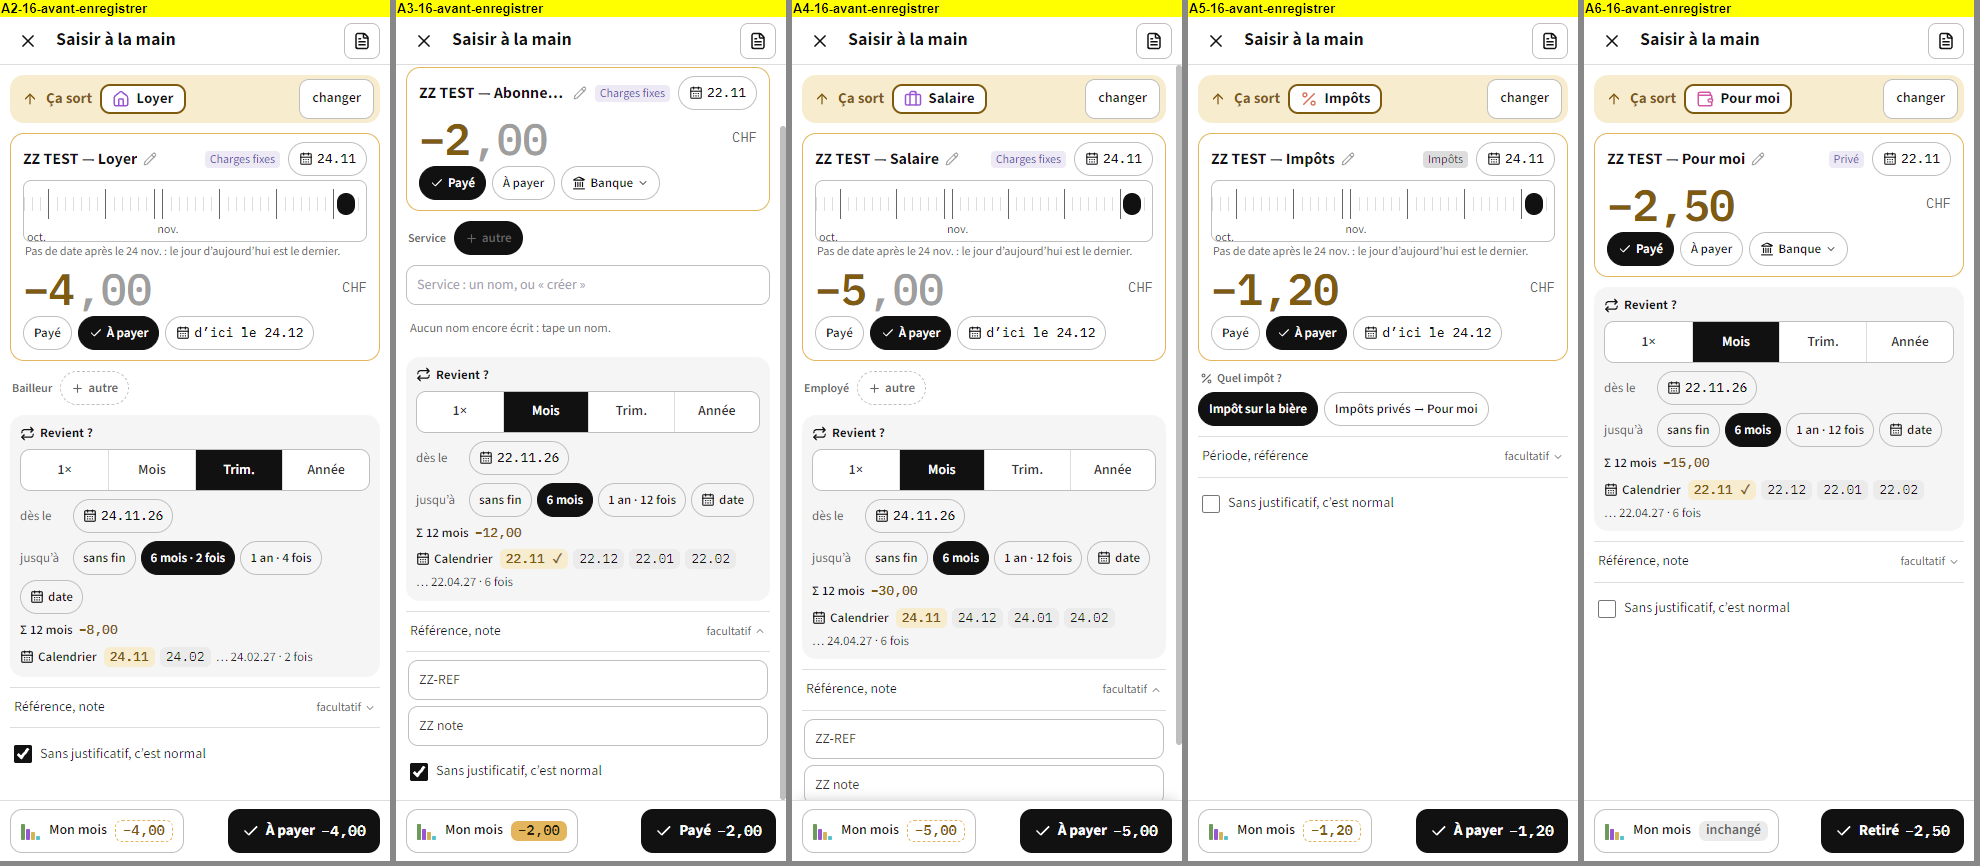 A2-16-avant-enregistrer
Saisir à la main
Ça sort Loyer changer
ZZ TEST — Loyer Charges fixes 24.11
oct. nov.
Pas de date après le 24 nov. : le jour d’aujourd’hui est le dernier.
−4,00 CHF
Payé À payer d’ici le 24.12
Bailleur + autre
Revient ?
1× Mois Trim. Année
dès le 24.11.26
jusqu’à sans fin 6 mois · 2 fois 1 an · 4 fois
date
Σ 12 mois −8,00
Calendrier 24.11 24.02 … 24.02.27 · 2 fois
Référence, note facultatif
Sans justificatif, c’est normal
Mon mois −4,00 À payer −4,00
A3-16-avant-enregistrer
Saisir à la main
ZZ TEST — Abonne… Charges fixes 22.11
−2,00 CHF
Payé À payer Banque
Service + autre
Service : un nom, ou « créer »
Aucun nom encore écrit : tape un nom.
Revient ?
1× Mois Trim. Année
dès le 22.11.26
jusqu’à sans fin 6 mois 1 an · 12 fois date
Σ 12 mois −12,00
Calendrier 22.11 ✓ 22.12 22.01 22.02
… 22.04.27 · 6 fois
Référence, note facultatif
ZZ-REF
ZZ note
Sans justificatif, c’est normal
Mon mois −2,00 Payé −2,00
A4-16-avant-enregistrer
Saisir à la main
Ça sort Salaire changer
ZZ TEST — Salaire Charges fixes 24.11
oct. nov.
Pas de date après le 24 nov. : le jour d’aujourd’hui est le dernier.
−5,00 CHF
Payé À payer d’ici le 24.12
Employé + autre
Revient ?
1× Mois Trim. Année
dès le 24.11.26
jusqu’à sans fin 6 mois 1 an · 12 fois date
Σ 12 mois −30,00
Calendrier 24.11 24.12 24.01 24.02
… 24.04.27 · 6 fois
Référence, note facultatif
ZZ-REF
ZZ note
Mon mois −5,00 À payer −5,00
A5-16-avant-enregistrer
Saisir à la main
Ça sort Impôts changer
ZZ TEST — Impôts Impôts 24.11
oct. nov.
Pas de date après le 24 nov. : le jour d’aujourd’hui est le dernier.
−1,20 CHF
Payé À payer d’ici le 24.12
Quel impôt ?
Impôt sur la bière Impôts privés → Pour moi
Période, référence facultatif
Sans justificatif, c’est normal
Mon mois −1,20 À payer −1,20
A6-16-avant-enregistrer
Saisir à la main
Ça sort Pour moi changer
ZZ TEST — Pour moi Privé 22.11
−2,50 CHF
Payé À payer Banque
Revient ?
1× Mois Trim. Année
dès le 22.11.26
jusqu’à sans fin 6 mois 1 an · 12 fois date
Σ 12 mois −15,00
Calendrier 22.11 ✓ 22.12 22.01 22.02
… 22.04.27 · 6 fois
Référence, note facultatif
Sans justificatif, c’est normal
Mon mois inchangé Retiré −2,50